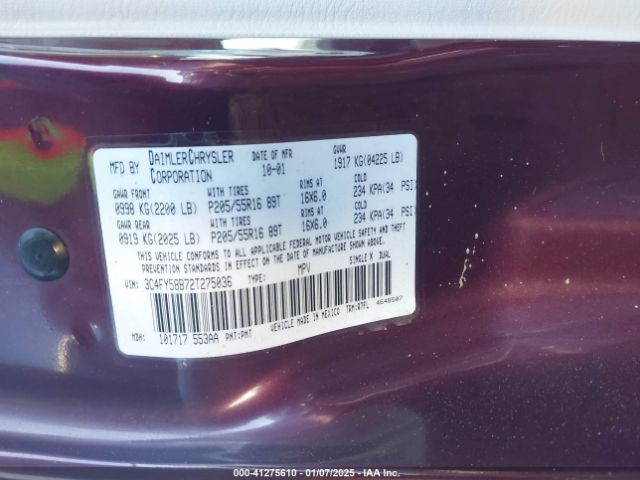 MFD BY DAIMLERCHRYSLER CORPORATION DATE OF MFR 10-01 GVWR 1917 KG(04225 LB)
GAWR FRONT WITH TIRES RIMS AT COLD
0998 KG(2200 LB) P205/55R16 89T 16X6.0 234 KPA(34 PSI)
GAWR REAR WITH TIRES RIMS AT COLD
0919 KG(2025 LB) P205/55R16 89T 16X6.0 234 KPA(34 PSI)
THIS VEHICLE CONFORMS TO ALL APPLICABLE FEDERAL MOTOR VEHICLE SAFETY AND THEFT
PREVENTION STANDARDS IN EFFECT ON THE DATE OF MANUFACTURE SHOWN ABOVE.
VIN: 3C4FY58B72T275036 TYPE: MPV SINGLE X DUAL
MDH: 101717 553AA PNT:PMT VEHICLE MADE IN MEXICO TRM:R7FL 4648507
000-41275610 - 01/07/2025 - IAA Inc.